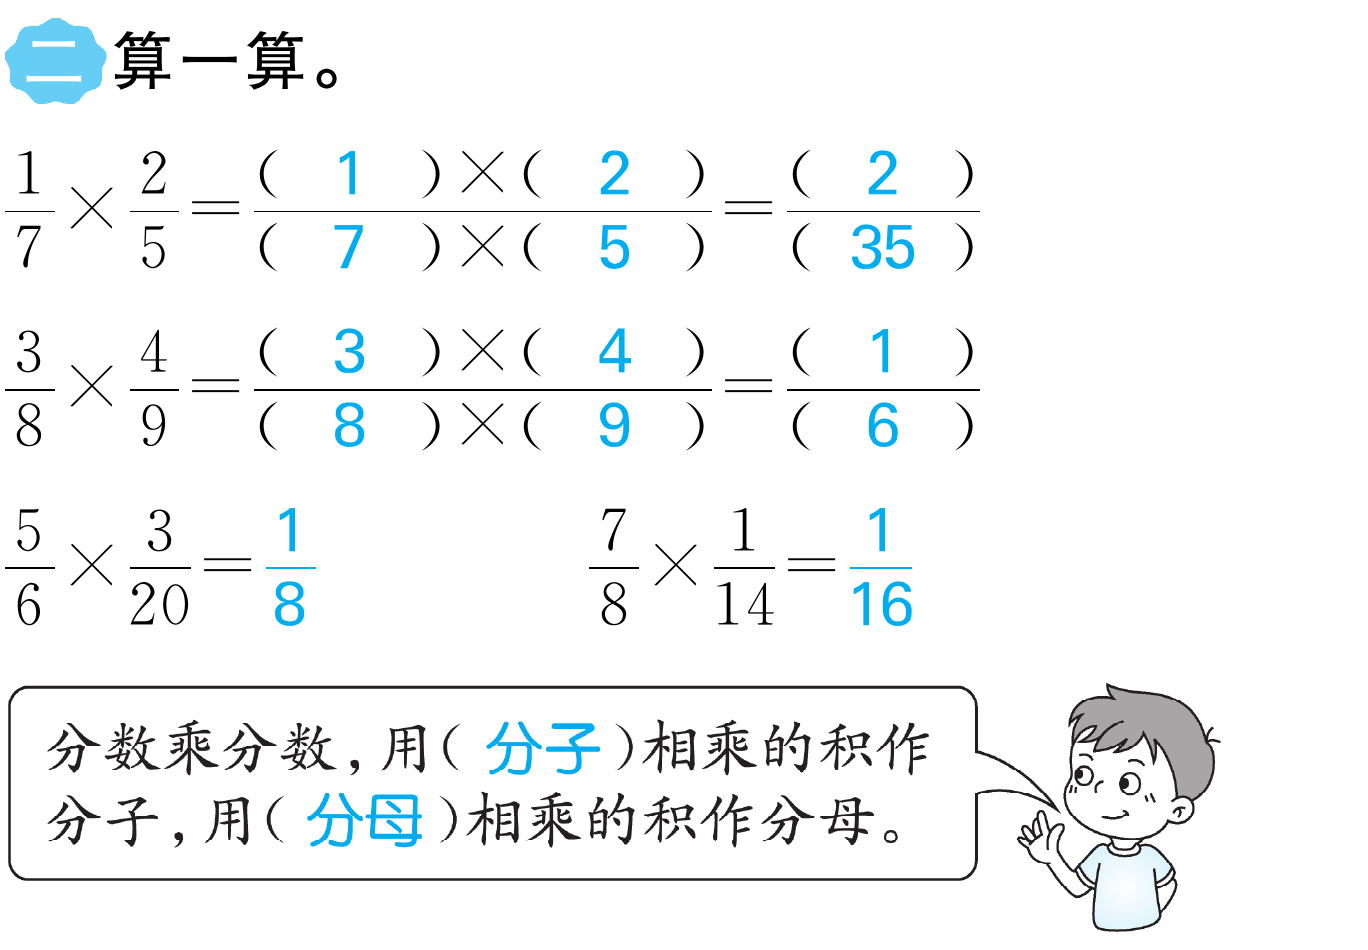 二 算一算。
1/7 × 2/5 = (1)×(2)/(7)×(5) = (2)/(35)
3/8 × 4/9 = (3)×(4)/(8)×(9) = (1)/(6)
5/6 × 3/20 = 1/8 7/8 × 1/14 = 1/16
分数乘分数,用(分子)相乘的积作
分子,用(分母)相乘的积作分母。